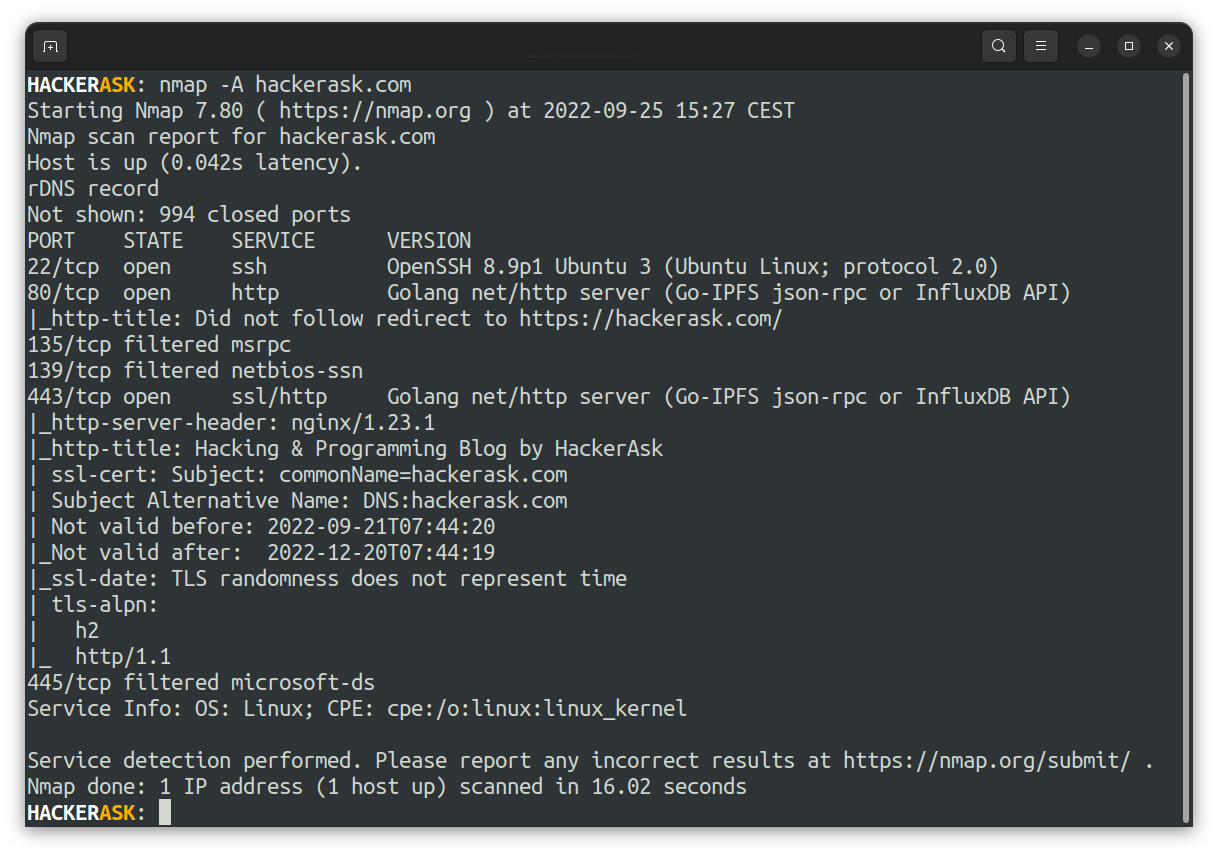 HACKERASK: nmap -A hackerask.com
Starting Nmap 7.80 ( https://nmap.org ) at 2022-09-25 15:27 CEST
Nmap scan report for hackerask.com
Host is up (0.042s latency).
rDNS record
Not shown: 994 closed ports
PORT    STATE    SERVICE      VERSION
22/tcp  open     ssh          OpenSSH 8.9p1 Ubuntu 3 (Ubuntu Linux; protocol 2.0)
80/tcp  open     http         Golang net/http server (Go-IPFS json-rpc or InfluxDB API)
|_http-title: Did not follow redirect to https://hackerask.com/
135/tcp filtered msrpc
139/tcp filtered netbios-ssn
443/tcp open     ssl/http     Golang net/http server (Go-IPFS json-rpc or InfluxDB API)
|_http-server-header: nginx/1.23.1
|_http-title: Hacking & Programming Blog by HackerAsk
| ssl-cert: Subject: commonName=hackerask.com
| Subject Alternative Name: DNS:hackerask.com
| Not valid before: 2022-09-21T07:44:20
|_Not valid after:  2022-12-20T07:44:19
|_ssl-date: TLS randomness does not represent time
| tls-alpn:
|   h2
|_  http/1.1
445/tcp filtered microsoft-ds
Service Info: OS: Linux; CPE: cpe:/o:linux:linux_kernel

Service detection performed. Please report any incorrect results at https://nmap.org/submit/ .
Nmap done: 1 IP address (1 host up) scanned in 16.02 seconds
HACKERASK: